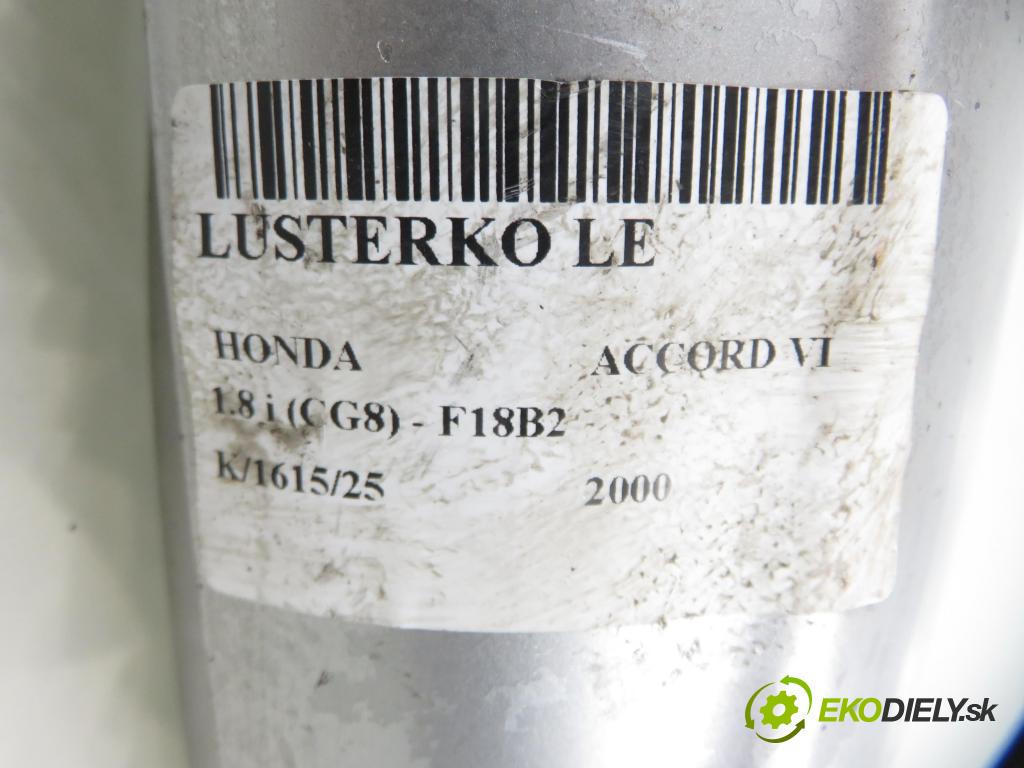 LUSTERKO LE
HONDA ACCORD VI
1.8 i (CG8) - F18B2
K/1615/25 2000
EKODIELY.sk